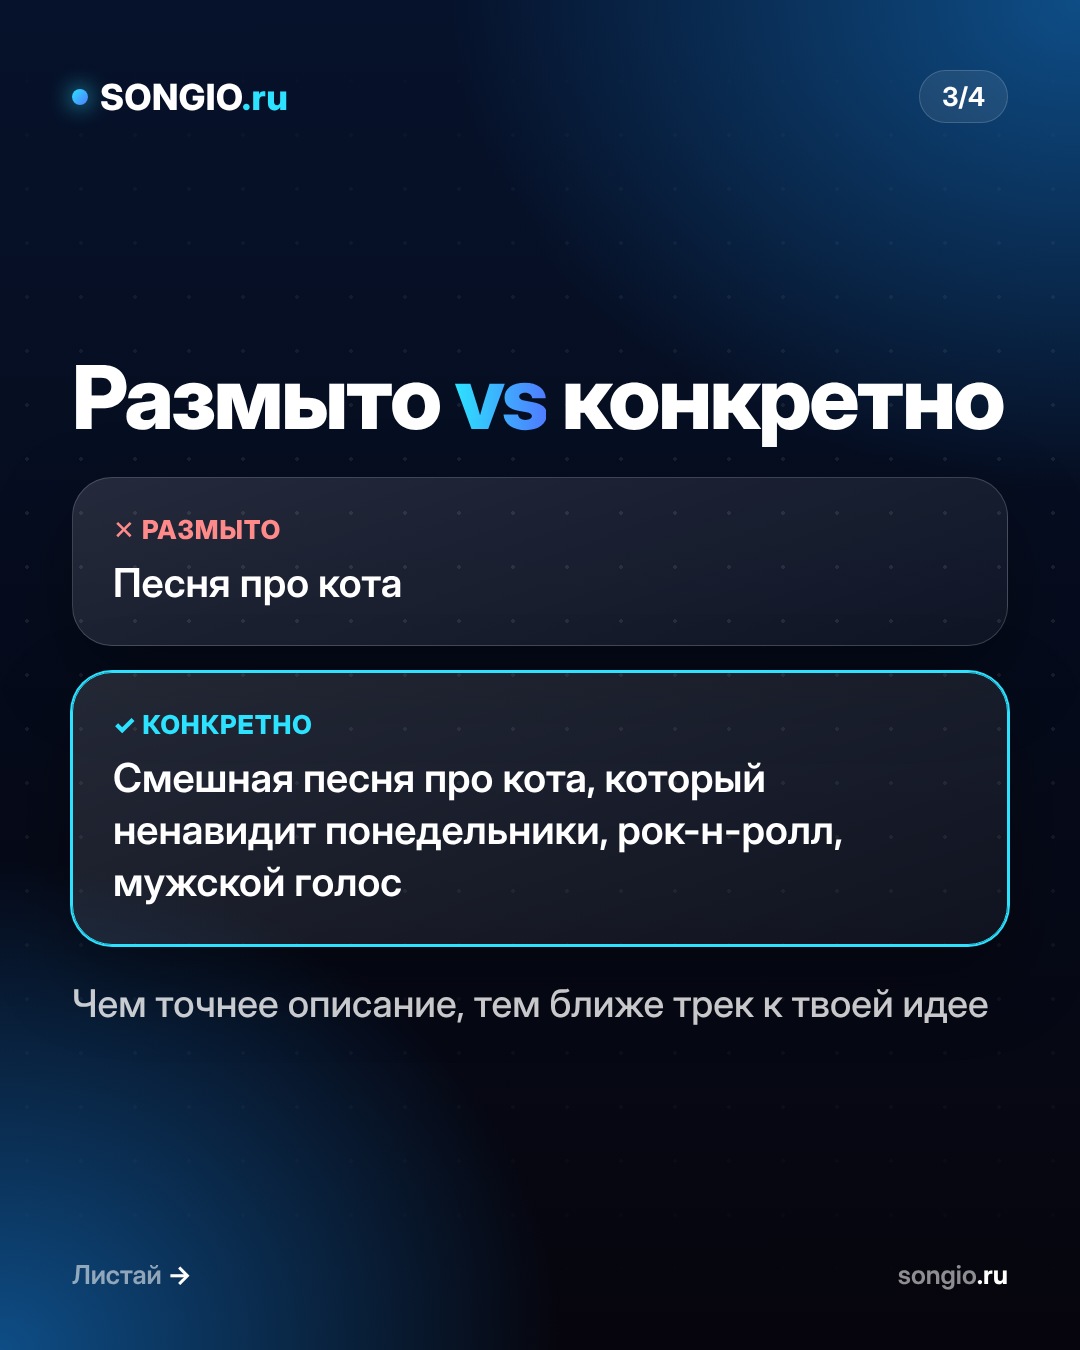 SONGIO.ru
3/4
Размыто vs конкретно
✕ РАЗМЫТО
Песня про кота
✓ КОНКРЕТНО
Смешная песня про кота, который
ненавидит понедельники, рок-н-ролл,
мужской голос
Чем точнее описание, тем ближе трек к твоей идее
Листай →
songio.ru